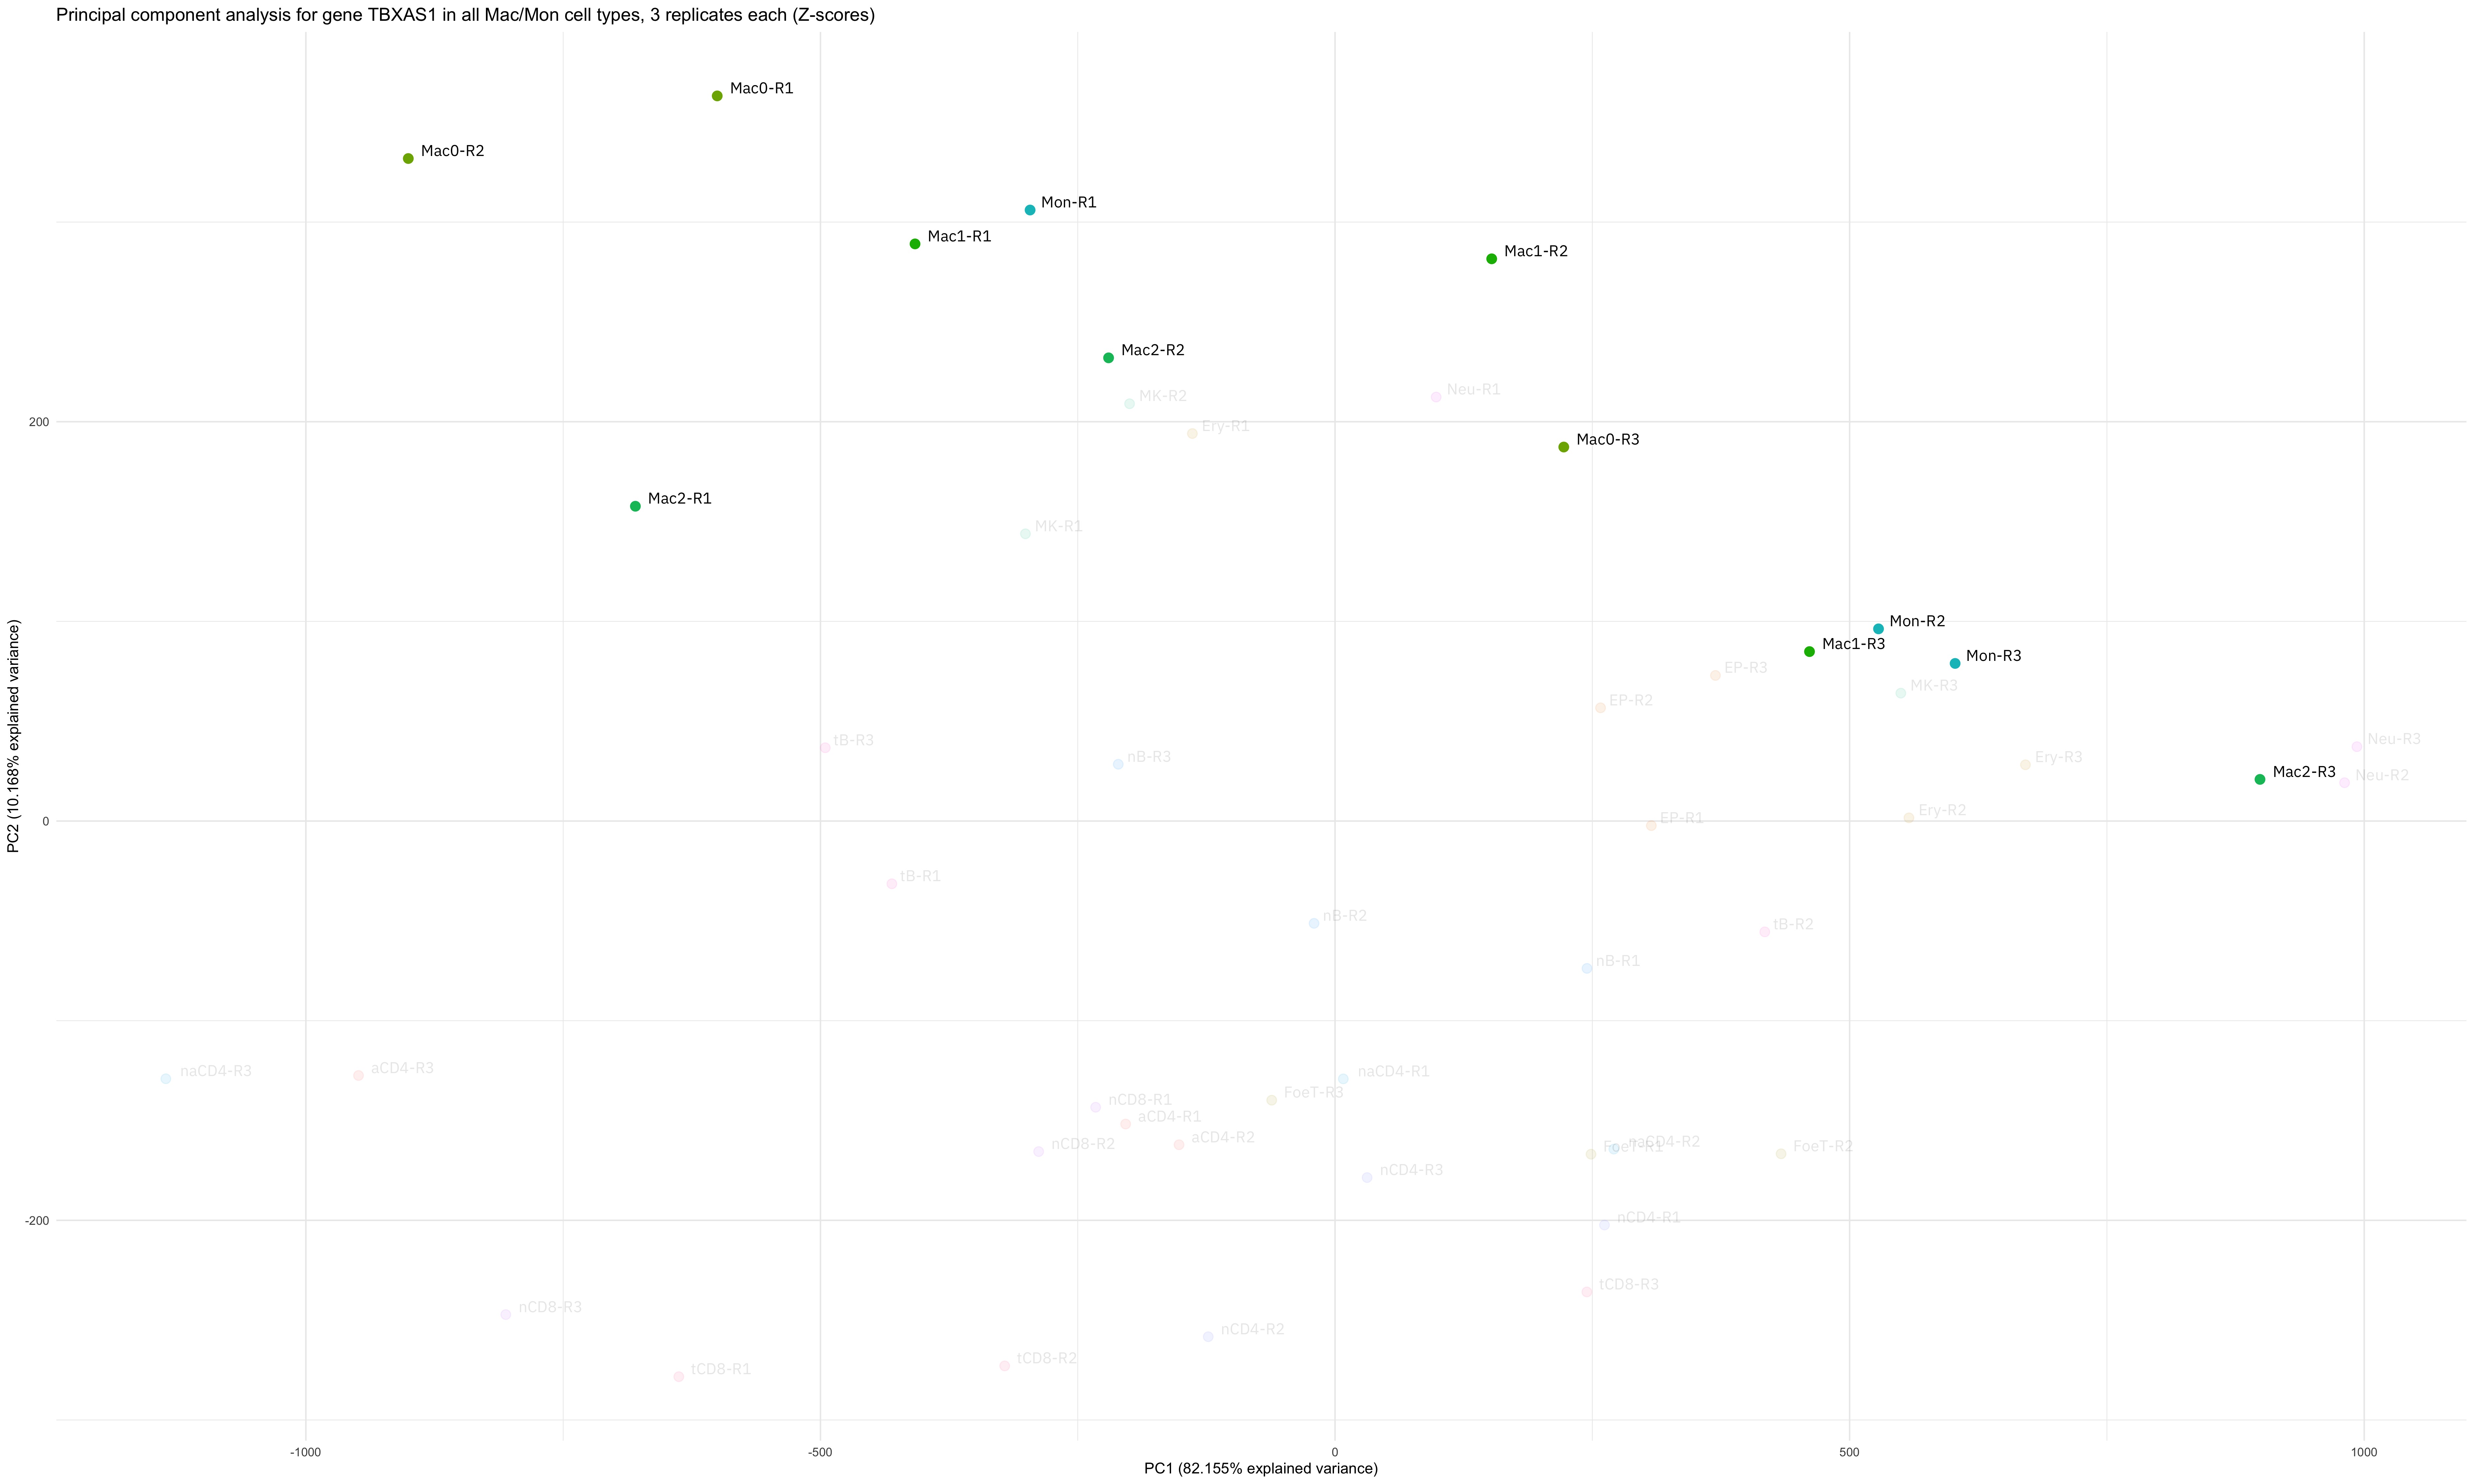 Principal component analysis for gene TBXAS1 in all Mac/Mon cell types, 3 replicates each (Z-scores)
Mac0-R1
Mac0-R2
Mon-R1
Mac1-R1
Mac1-R2
Mac2-R2
MK-R2
Neu-R1
Ery-R1
200
Mac0-R3
Mac2-R1
MK-R1
PC2 (10.168% explained variance)
Mon-R2
Mac1-R3
Mon-R3
EP-R3
MK-R3
EP-R2
tB-R3
nB-R3
Neu-R3
Ery-R3
Mac2-R3
Neu-R2
Ery-R2
0
EP-R1
tB-R1
nB-R2
tB-R2
nB-R1
naCD4-R3
aCD4-R3
naCD4-R1
FoeT-R3
nCD8-R1
aCD4-R1
aCD4-R2
nCD8-R2
naCD4-R2
FoeT-R1
FoeT-R2
nCD4-R3
nCD4-R1
-200
tCD8-R3
nCD8-R3
nCD4-R2
tCD8-R2
tCD8-R1
-1000 -500 0 500 1000
PC1 (82.155% explained variance)